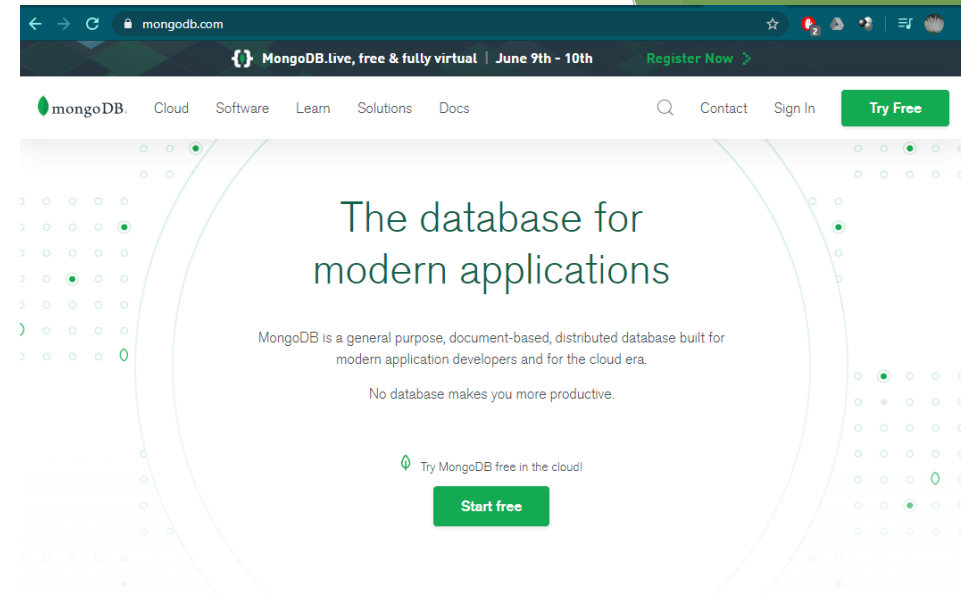 mongodb.com
2
{} MongoDB.live, free & fully virtual | June 9th - 10th Register Now
mongoDB. Cloud Software Learn Solutions Docs Contact Sign In Try Free
The database for
modern applications
MongoDB is a general purpose, document-based, distributed database built for
modern application developers and for the cloud era.
No database makes you more productive.
Try MongoDB free in the cloud!
Start free